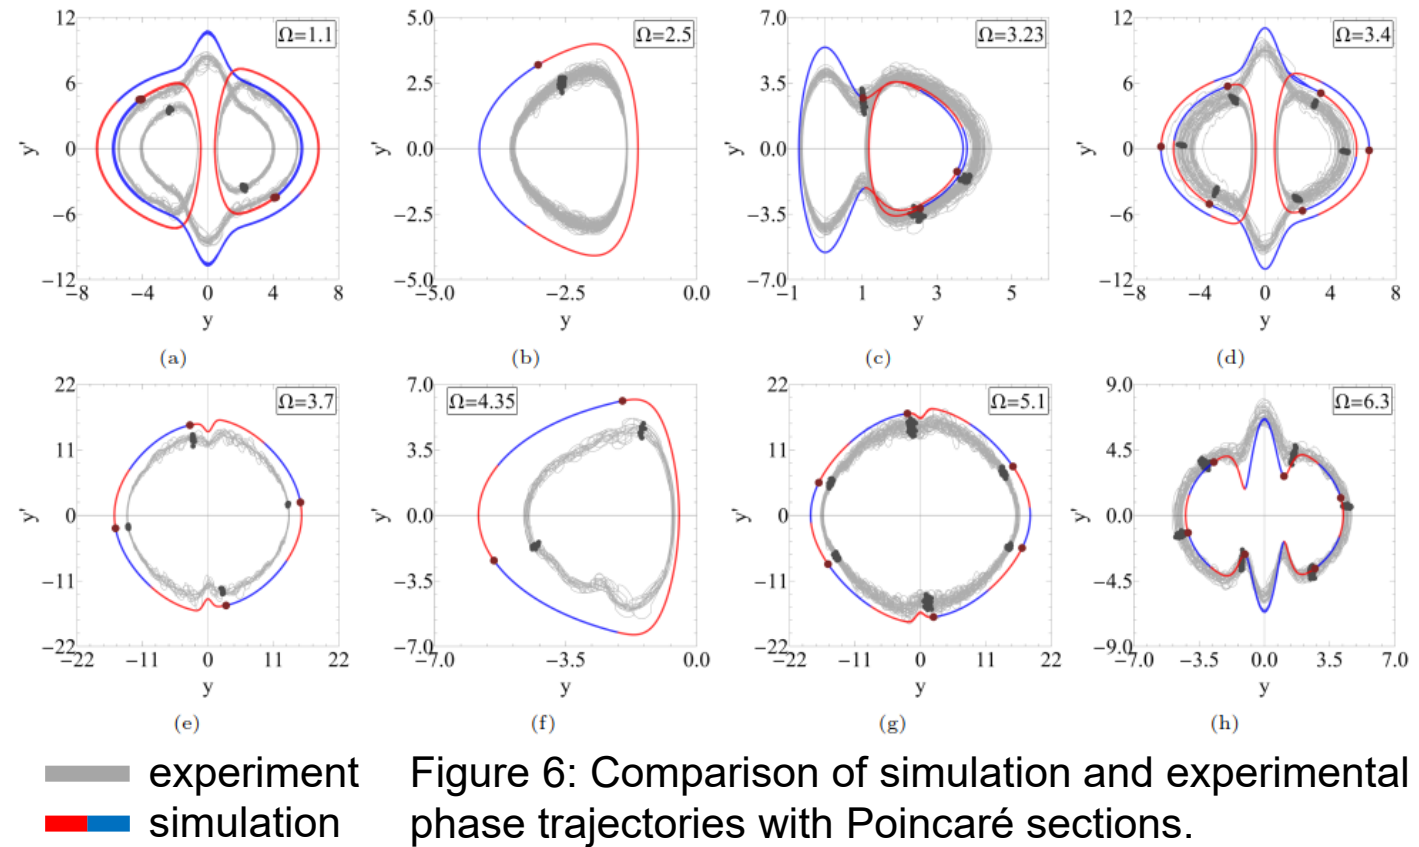 12
6
0
−6
−12
−8 −4 0 4 8
y'
y
Ω=1.1
(a)
5.0
2.5
0.0
−2.5
−5.0
−5.0 −2.5 0.0
y'
y
Ω=2.5
(b)
7.0
3.5
0.0
−3.5
−7.0
−1 1 3 5
y'
y
Ω=3.23
(c)
12
6
0
−6
−12
−8 −4 0 4 8
y'
y
Ω=3.4
(d)
22
11
0
−11
−22
−22 −11 0 11 22
y'
y
Ω=3.7
(e)
7.0
3.5
0.0
−3.5
−7.0
−7.0 −3.5 0.0
y'
y
Ω=4.35
(f)
22
11
0
−11
−22
−22 −11 0 11 22
y'
y
Ω=5.1
(g)
9.0
4.5
0.0
−4.5
−9.0
−7.0 −3.5 0.0 3.5 7.0
y'
y
Ω=6.3
(h)
experiment
simulation
Figure 6: Comparison of simulation and experimental
phase trajectories with Poincaré sections.